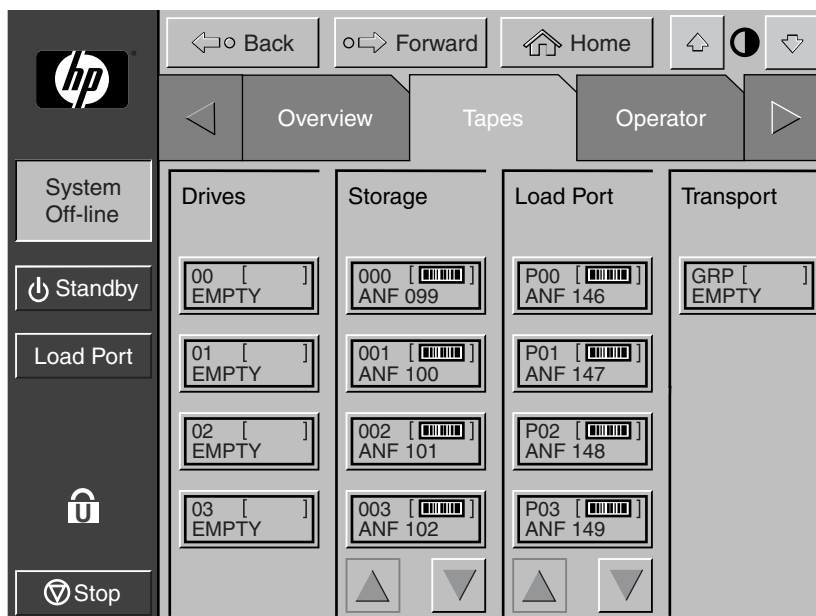 hp
Back
Forward
Home
Overview
Tapes
Operator
System
Off-line
Standby
Load Port
U
Stop
Drives
00 [ ]
EMPTY
01 [ ]
EMPTY
02 [ ]
EMPTY
03 [ ]
EMPTY
Storage
000 [ ]
ANF 099
001 [ ]
ANF 100
002 [ ]
ANF 101
003 [ ]
ANF 102
Load Port
P00 [ ]
ANF 146
P01 [ ]
ANF 147
P02 [ ]
ANF 148
P03 [ ]
ANF 149
Transport
GRP [ ]
EMPTY